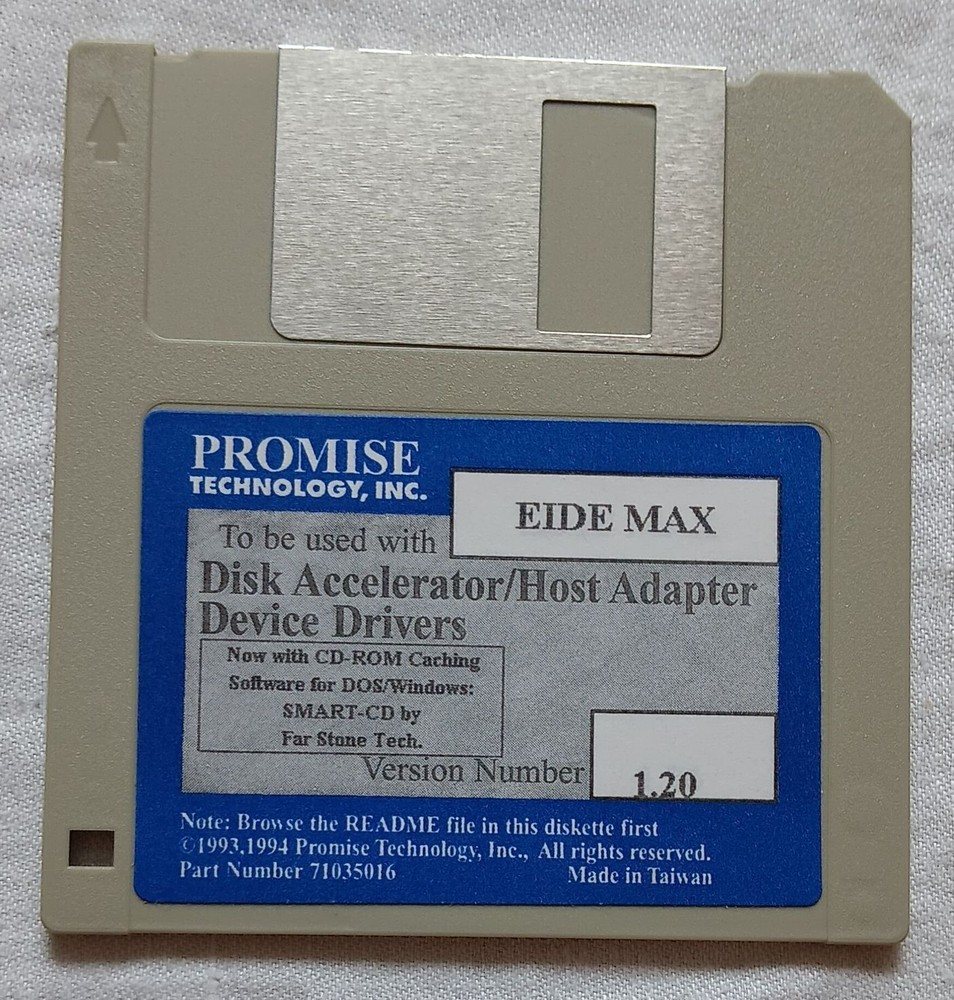 PROMISE
TECHNOLOGY, INC.
EIDE MAX
To be used with
Disk Accelerator/Host Adapter
Device Drivers
Now with CD-ROM Caching
Software for DOS/Windows:
SMART-CD by
Far Stone Tech.
Version Number
1.20
Note: Browse the README file in this diskette first
©1993,1994 Promise Technology, Inc., All rights reserved.
Part Number 71035016 Made in Taiwan